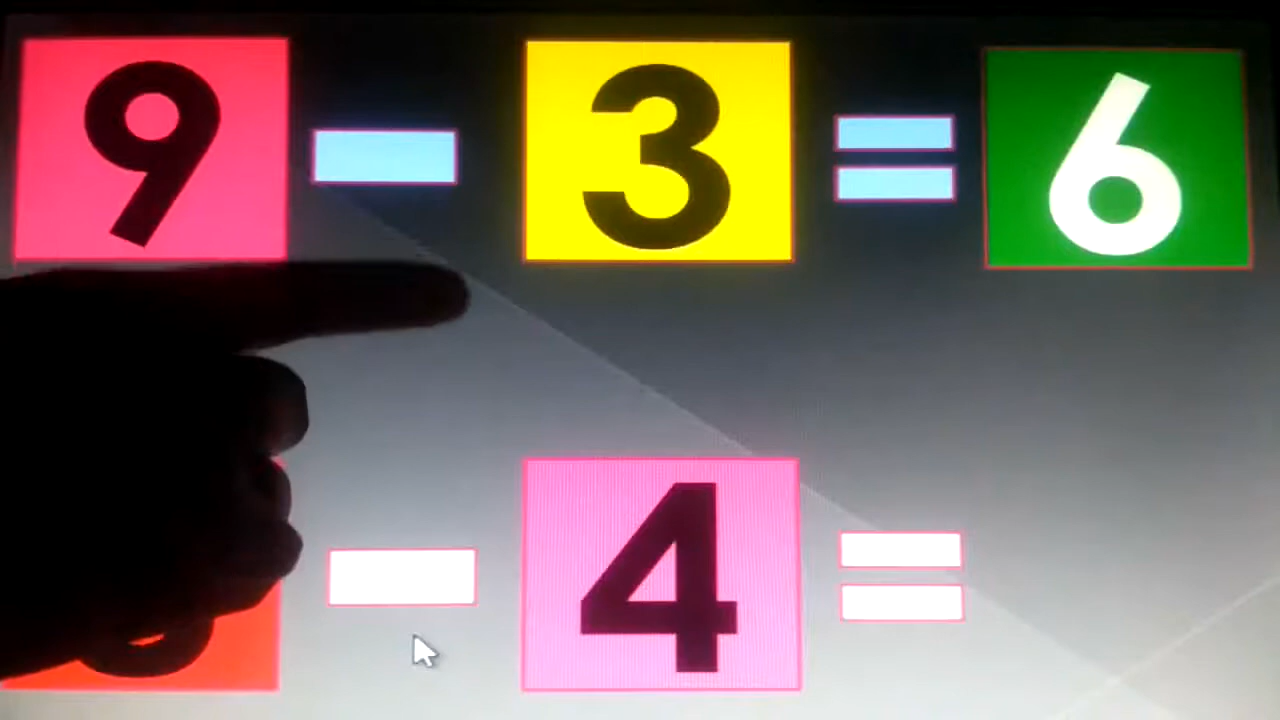 9 - 3 = 6
- 4 =